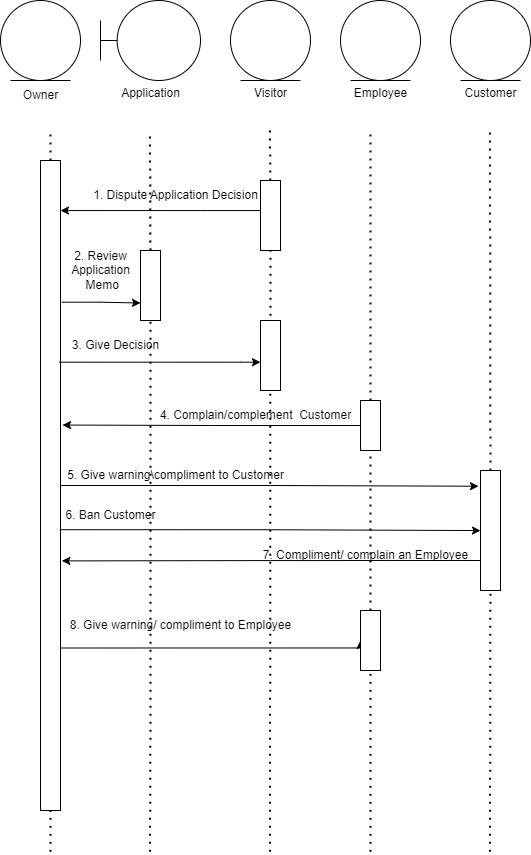 Owner
Application
Visitor
Employee
Customer
1. Dispute Application Decision
2. Review
Application
Memo
3. Give Decision
4. Complain/complement Customer
5. Give warning\compliment to Customer
6. Ban Customer
7. Compliment/ complain an Employee
8. Give warning/ compliment to Employee